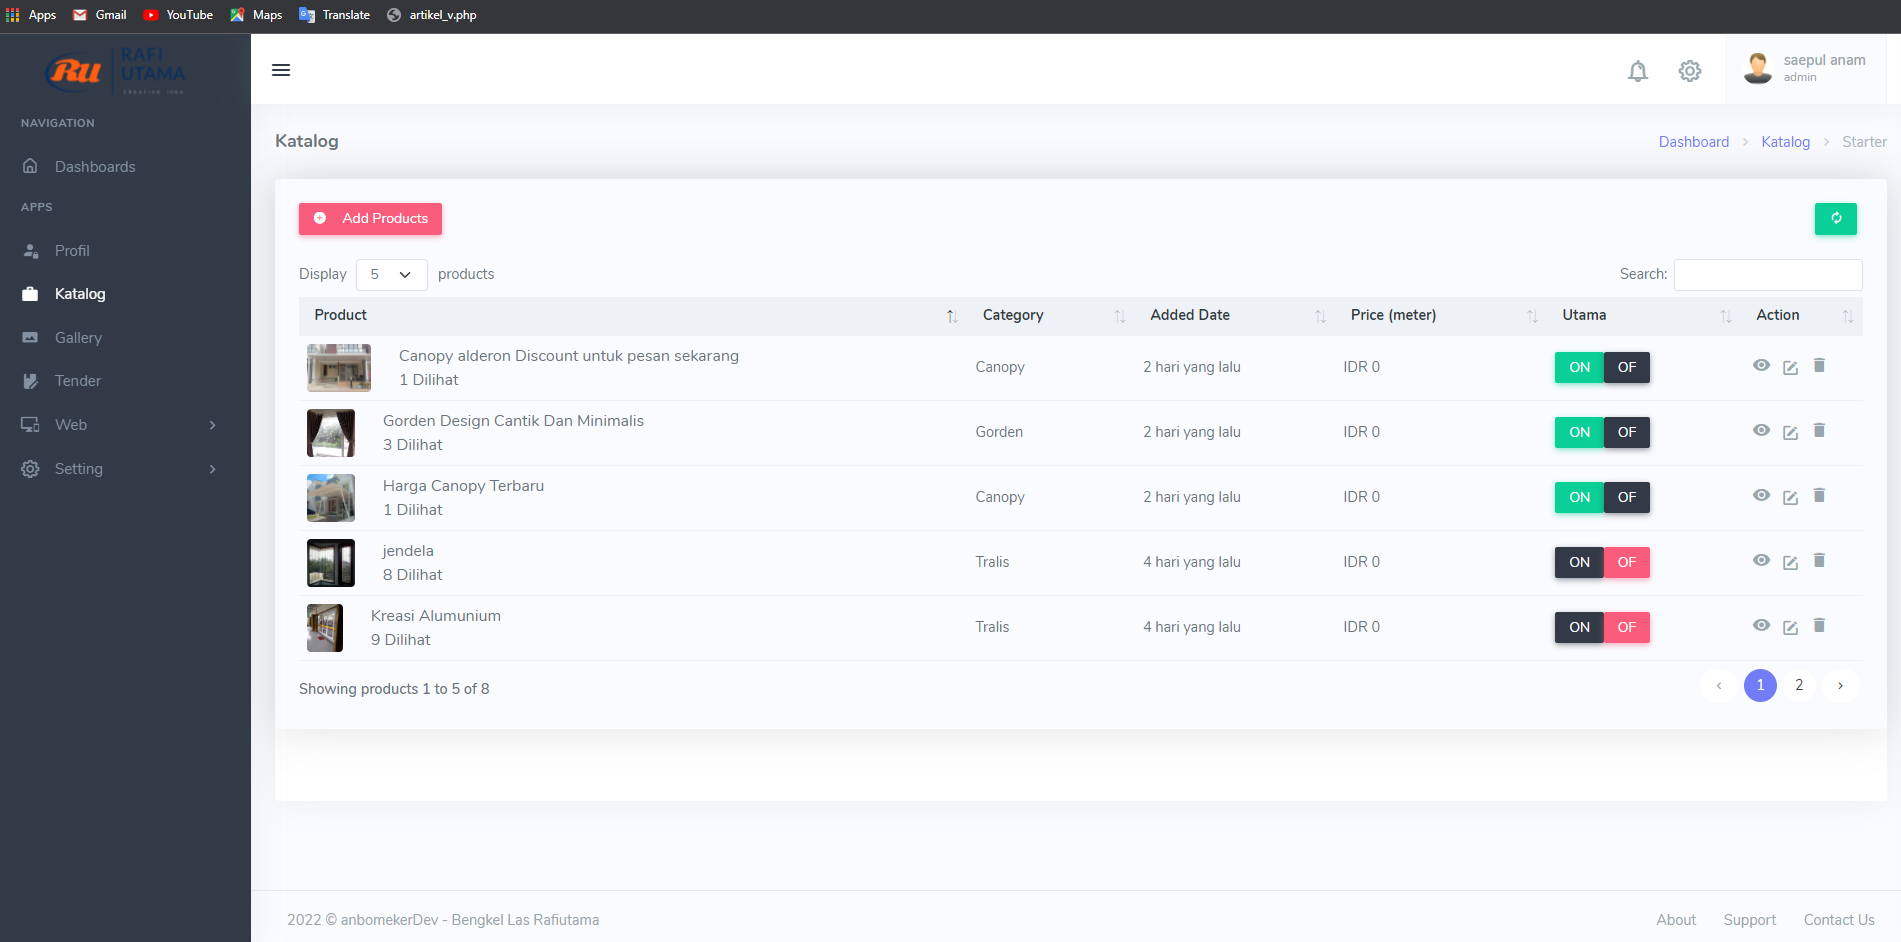 Apps Gmail YouTube Maps Translate artikel_v.php
Ru RAFI
UTAMA
CREATIVE IDEA
saepul anam
admin
NAVIGATION
Dashboards
APPS
Profil
Katalog
Gallery
Tender
Web
Setting
Katalog
Dashboard > Katalog > Starter
Add Products
Display 5 products
Search:
Product Category Added Date Price (meter) Utama Action
Canopy alderon Discount untuk pesan sekarang
1 Dilihat
Canopy 2 hari yang lalu IDR 0 ON OF
Gorden Design Cantik Dan Minimalis
3 Dilihat
Gorden 2 hari yang lalu IDR 0 ON OF
Harga Canopy Terbaru
1 Dilihat
Canopy 2 hari yang lalu IDR 0 ON OF
jendela
8 Dilihat
Tralis 4 hari yang lalu IDR 0 ON OF
Kreasi Alumunium
9 Dilihat
Tralis 4 hari yang lalu IDR 0 ON OF
Showing products 1 to 5 of 8
‹ 1 2 ›
2022 © anbomekerDev - Bengkel Las Rafiutama
About Support Contact Us